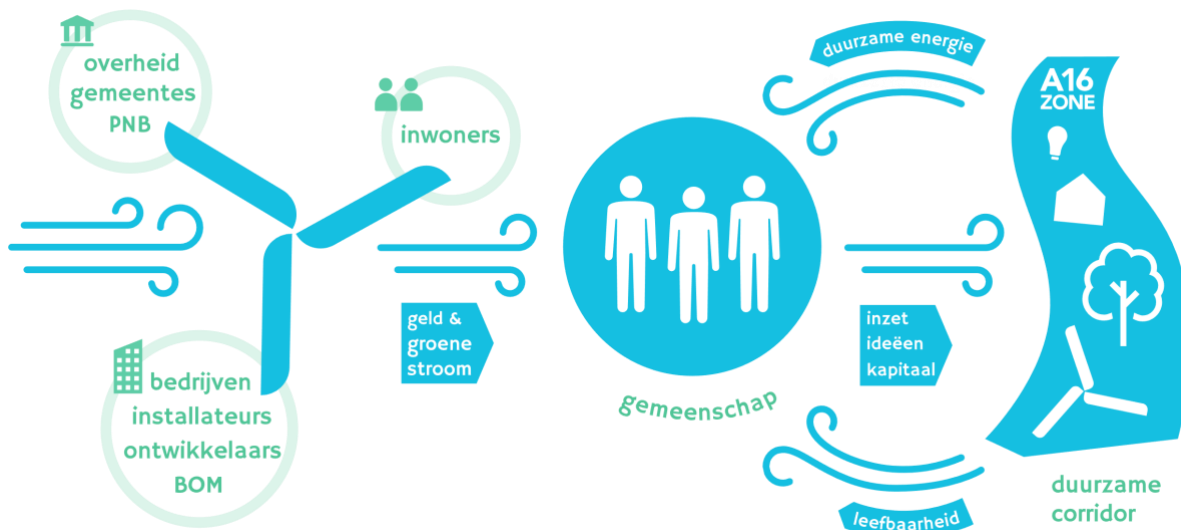 overheid
gemeentes
PNB
inwoners
bedrijven
installateurs
ontwikkelaars
BOM
geld &
groene
stroom
gemeenschap
duurzame energie
inzet
ideëen
kapitaal
leefbaarheid
A16
ZONE
duurzame
corridor